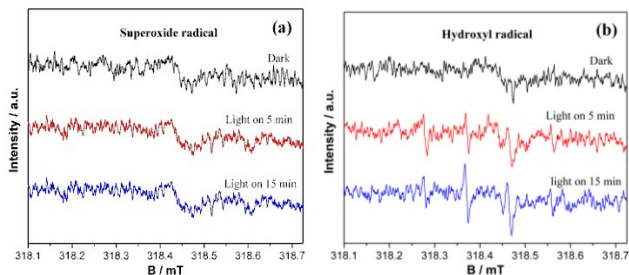 (a)
Superoxide radical
Dark
Light on 5 min
Light on 15 min
Intensity / a.u.
318.1 318.2 318.3 318.4 318.5 318.6 318.7
B / mT
(b)
Hydroxyl radical
Dark
Light on 5 min
light on 15 min
Intensity / a.u.
318.1 318.2 318.3 318.4 318.5 318.6 318.7
B / mT